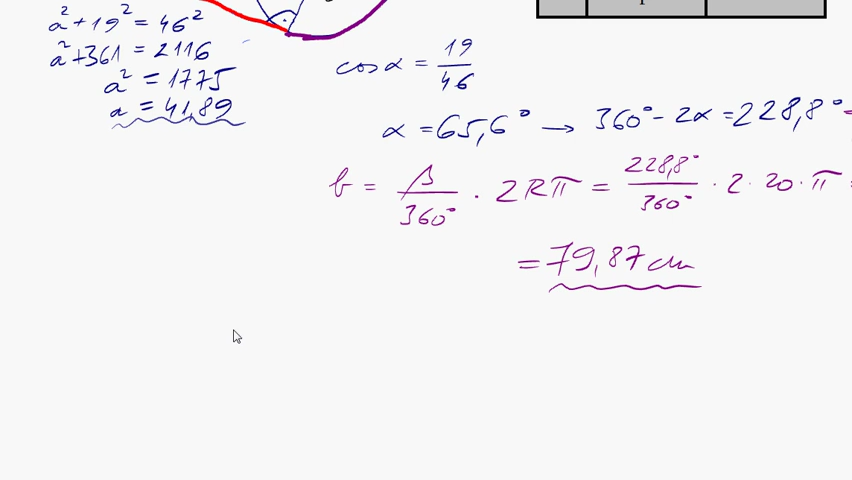 a² + 19² = 46²
a² + 361 = 2116
a² = 1775
a = 41,89
cos α = 19/46
α = 65,6° → 360° - 2α = 228,8°
b = β/360° · 2Rπ = 228,8°/360° · 2 · 20 · π =
= 79,87 cm